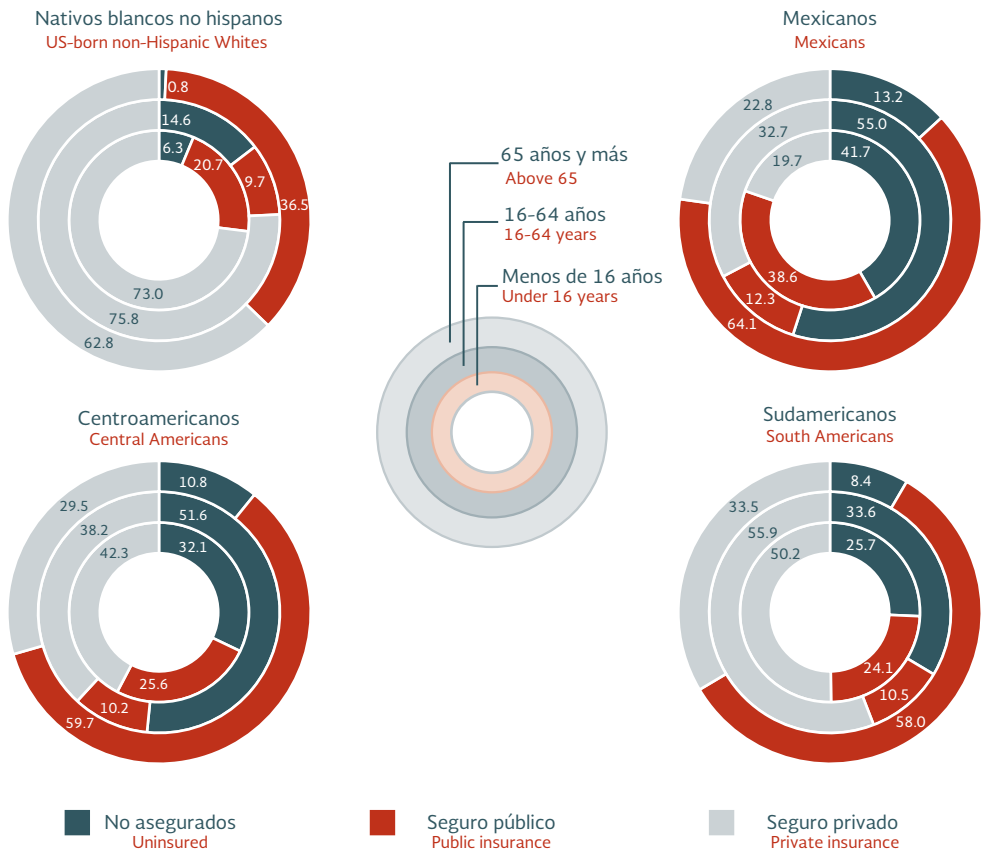 Nativos blancos no hispanos
US-born non-Hispanic Whites
0.8
14.6
6.3
20.7
9.7
36.5
73.0
75.8
62.8
65 años y más
Above 65
16-64 años
16-64 years
Menos de 16 años
Under 16 years
Mexicanos
Mexicans
13.2
22.8
55.0
32.7
41.7
19.7
38.6
12.3
64.1
Centroamericanos
Central Americans
10.8
29.5
51.6
38.2
32.1
42.3
25.6
10.2
59.7
Sudamericanos
South Americans
8.4
33.5
33.6
55.9
25.7
50.2
24.1
10.5
58.0
No asegurados
Uninsured
Seguro público
Public insurance
Seguro privado
Private insurance